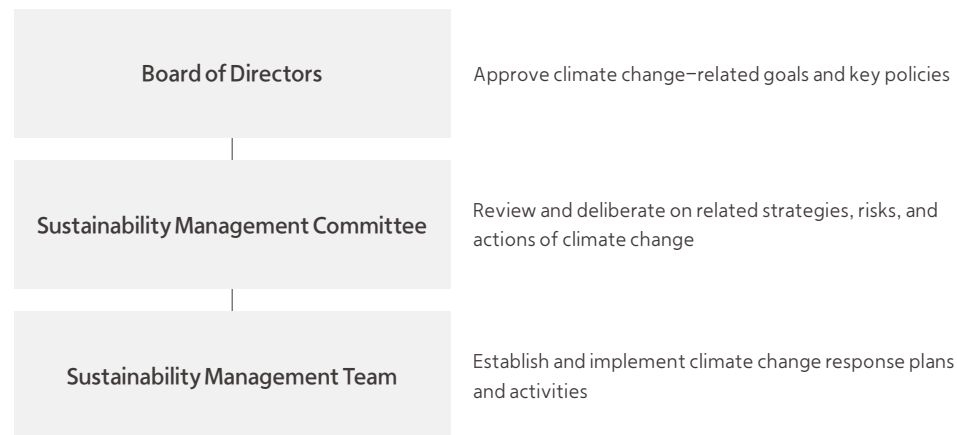 Board of Directors
Approve climate change-related goals and key policies
Sustainability Management Committee
Review and deliberate on related strategies, risks, and
actions of climate change
Sustainability Management Team
Establish and implement climate change response plans
and activities